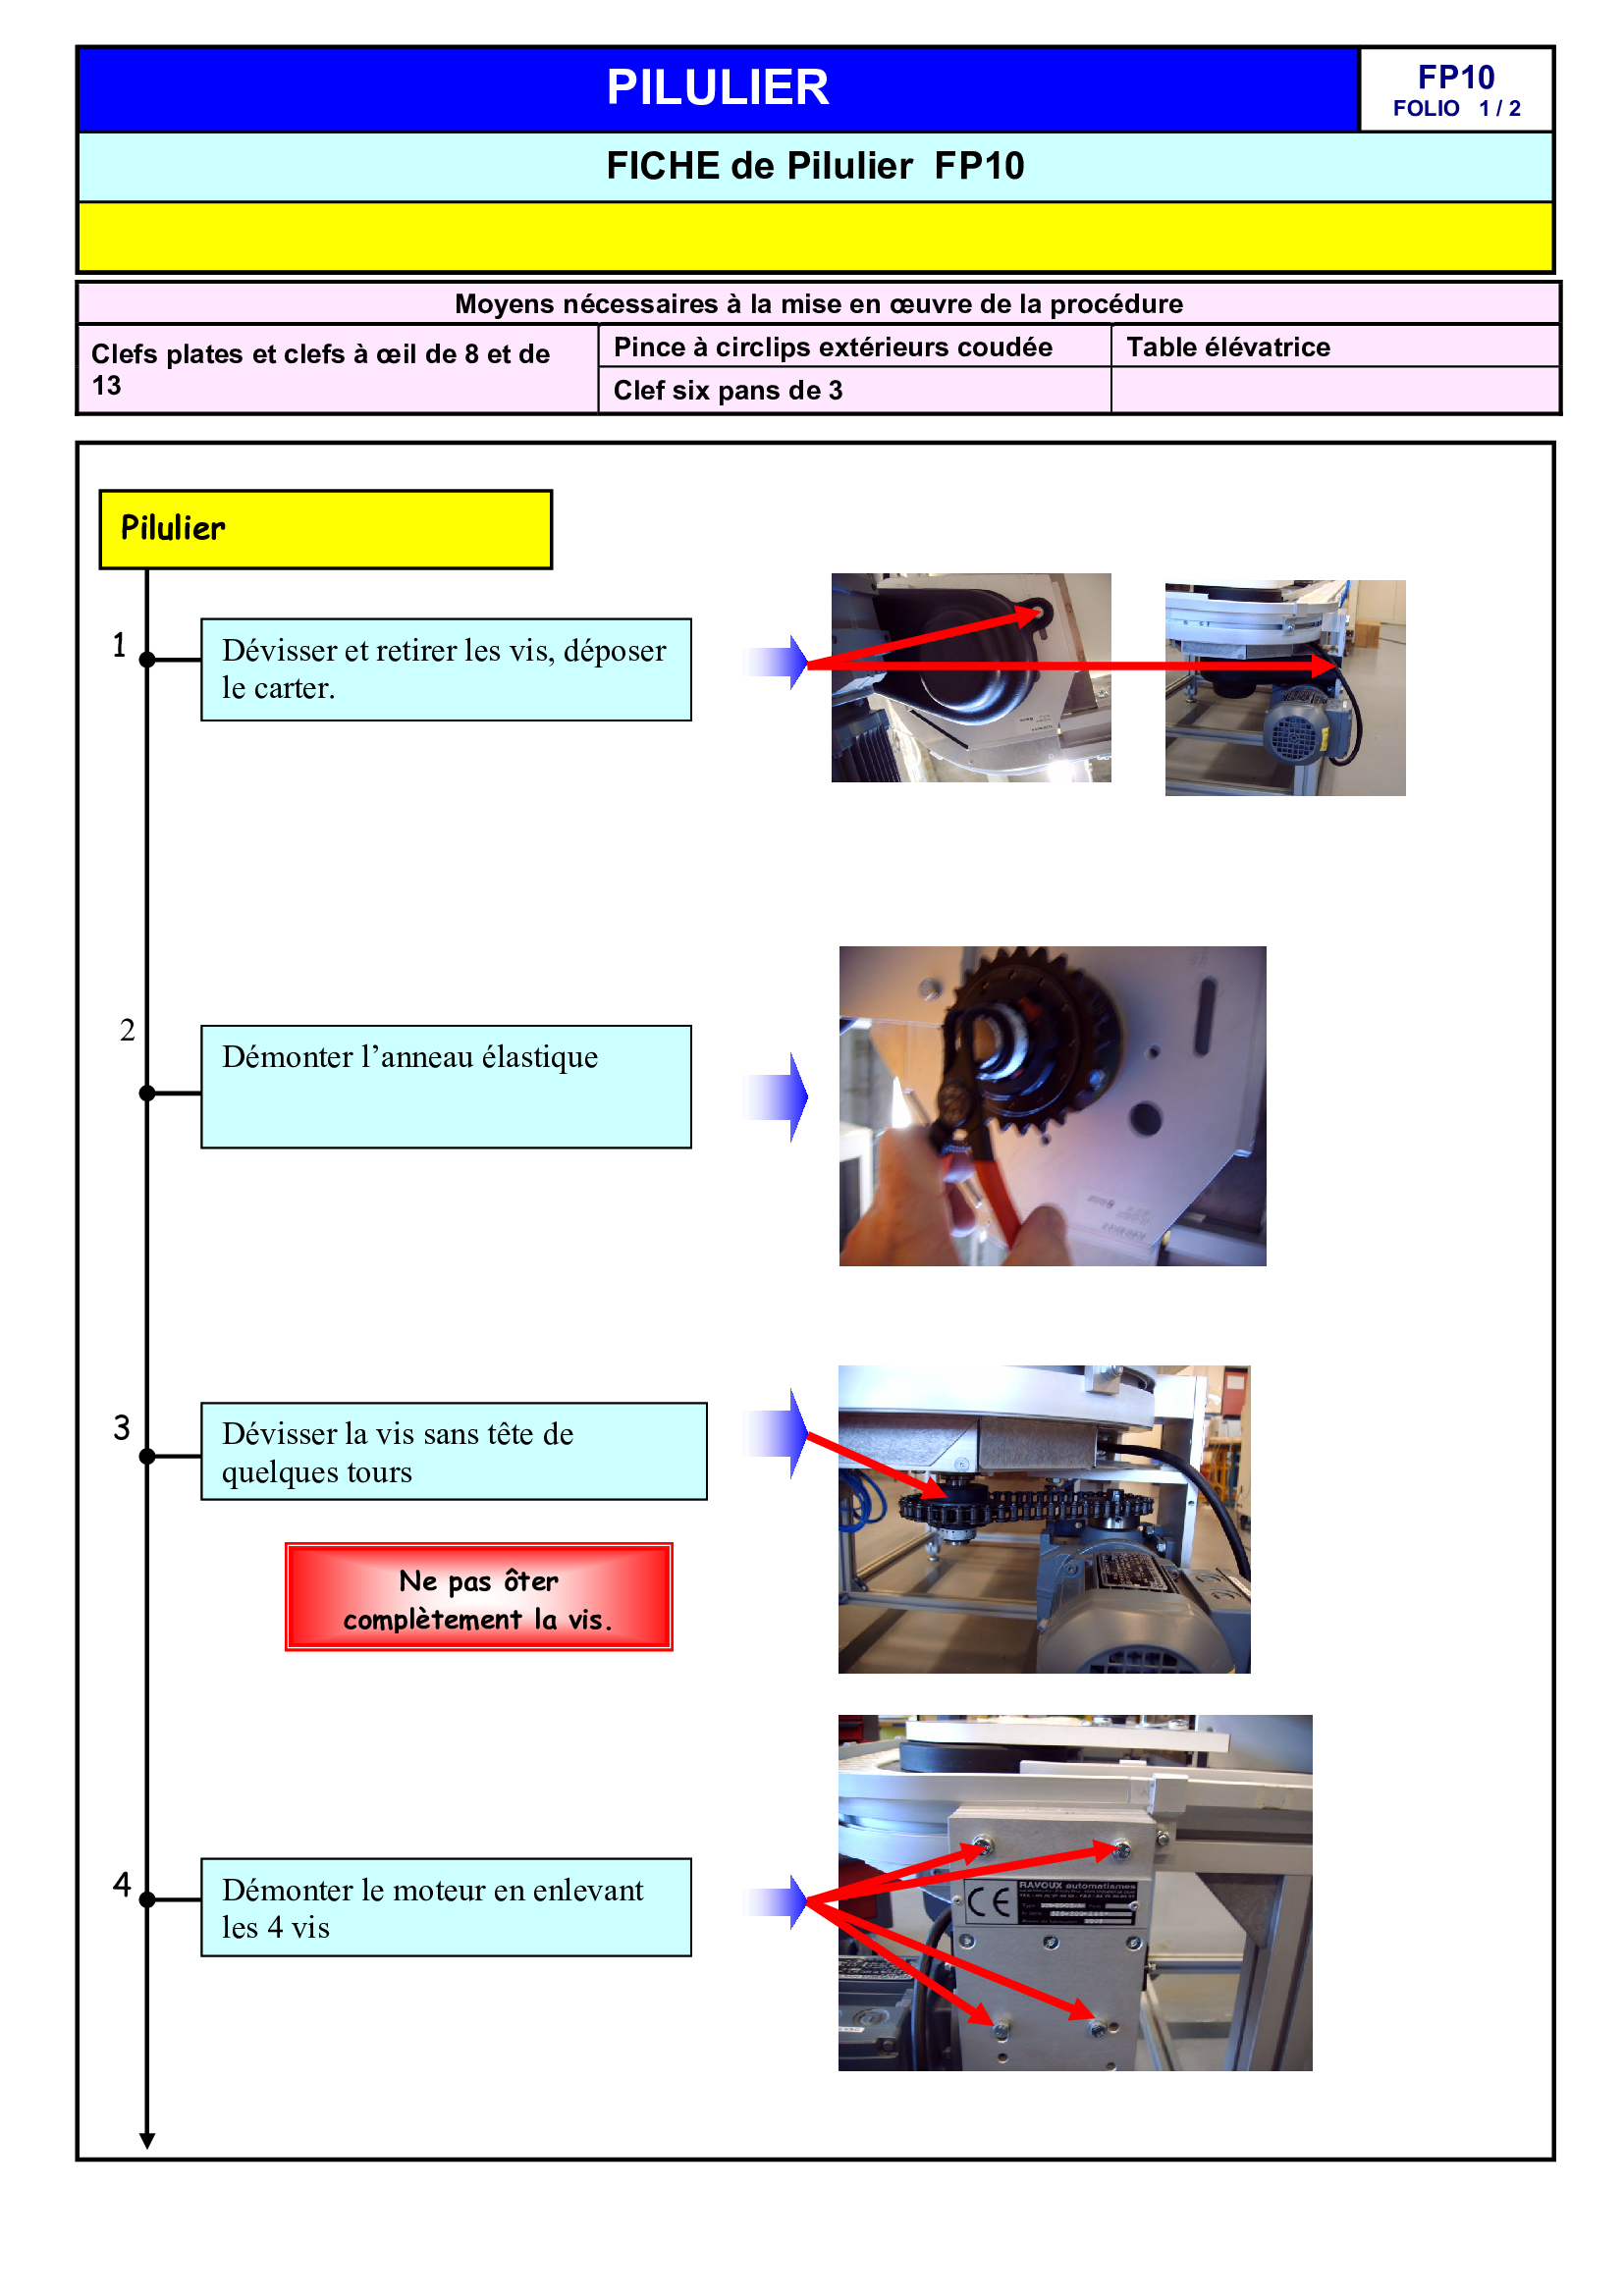 PILULIER
FP10
FOLIO 1 / 2
FICHE de Pilulier FP10
Moyens nécessaires à la mise en œuvre de la procédure
Clefs plates et clefs à œil de 8 et de
13
Pince à circlips extérieurs coudée
Table élévatrice
Clef six pans de 3
Pilulier
1
Dévisser et retirer les vis, déposer
le carter.
2
Démonter l’anneau élastique
3
Dévisser la vis sans tête de
quelques tours
Ne pas ôter
complètement la vis.
4
Démonter le moteur en enlevant
les 4 vis
CE
RAVOUX automatismes